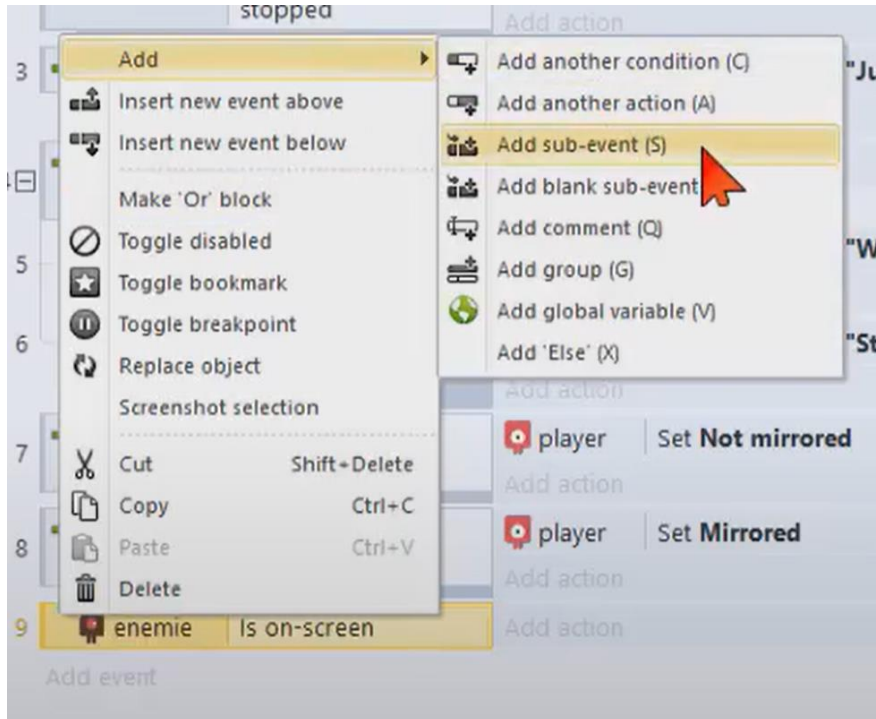 stopped
Add action
3
Add
Add another condition (C)
"Ju
Insert new event above
Add another action (A)
Insert new event below
Add sub-event (S)
Make 'Or' block
Add blank sub-event
Toggle disabled
Add comment (Q)
5
"W
Toggle bookmark
Add group (G)
Toggle breakpoint
Add global variable (V)
6
Replace object
Add 'Else' (X)
"St
Screenshot selection
Add action
7
player
Set Not mirrored
Cut
Shift+Delete
Add action
Copy
Ctrl+C
8
Paste
Ctrl+V
player
Set Mirrored
Delete
Add action
9
enemie
Is on-screen
Add action
Add event